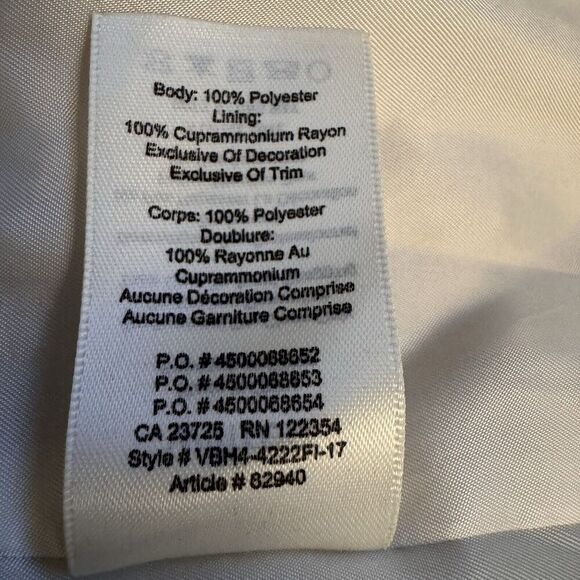 Body: 100% Polyester
Lining:
100% Cuprammonium Rayon
Exclusive Of Decoration
Exclusive Of Trim
Corps: 100% Polyester
Doublure:
100% Rayonne Au
Cuprammonium
Aucune Décoration Comprise
Aucune Garniture Comprise
P.O. # 4500068652
P.O. # 4500068653
P.O. # 4500068654
CA 23725 RN 122354
Style # VBH4-4222FI-17
Article # 62940